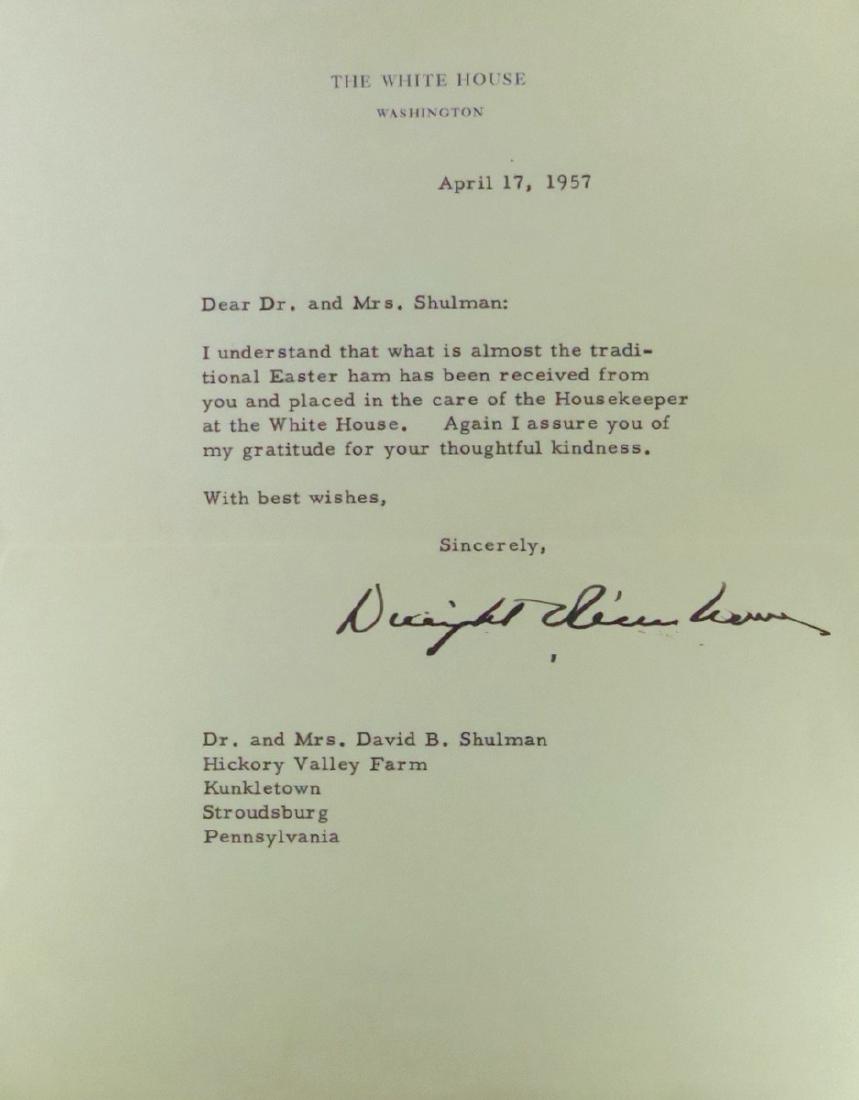 THE WHITE HOUSE
WASHINGTON
April 17, 1957
Dear Dr. and Mrs. Shulman:
I understand that what is almost the tradi-
tional Easter ham has been received from
you and placed in the care of the Housekeeper
at the White House.   Again I assure you of
my gratitude for your thoughtful kindness.
With best wishes,
Sincerely,
Dwight Eisenhower
Dr. and Mrs. David B. Shulman
Hickory Valley Farm
Kunkletown
Stroudsburg
Pennsylvania